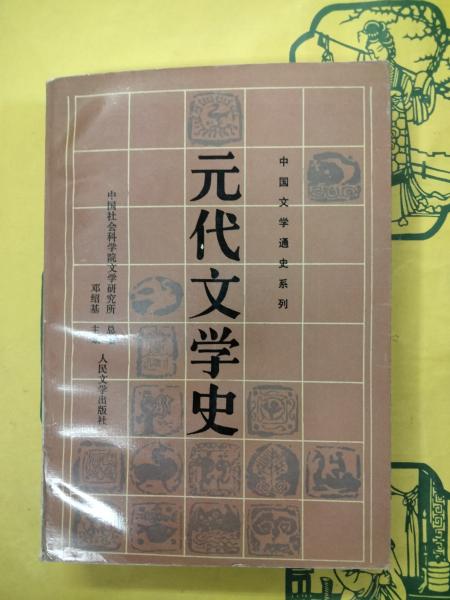 中国文学通史系列
元代文学史
中国社会科学院文学研究所 总
邓绍基 主
人民文学出版社